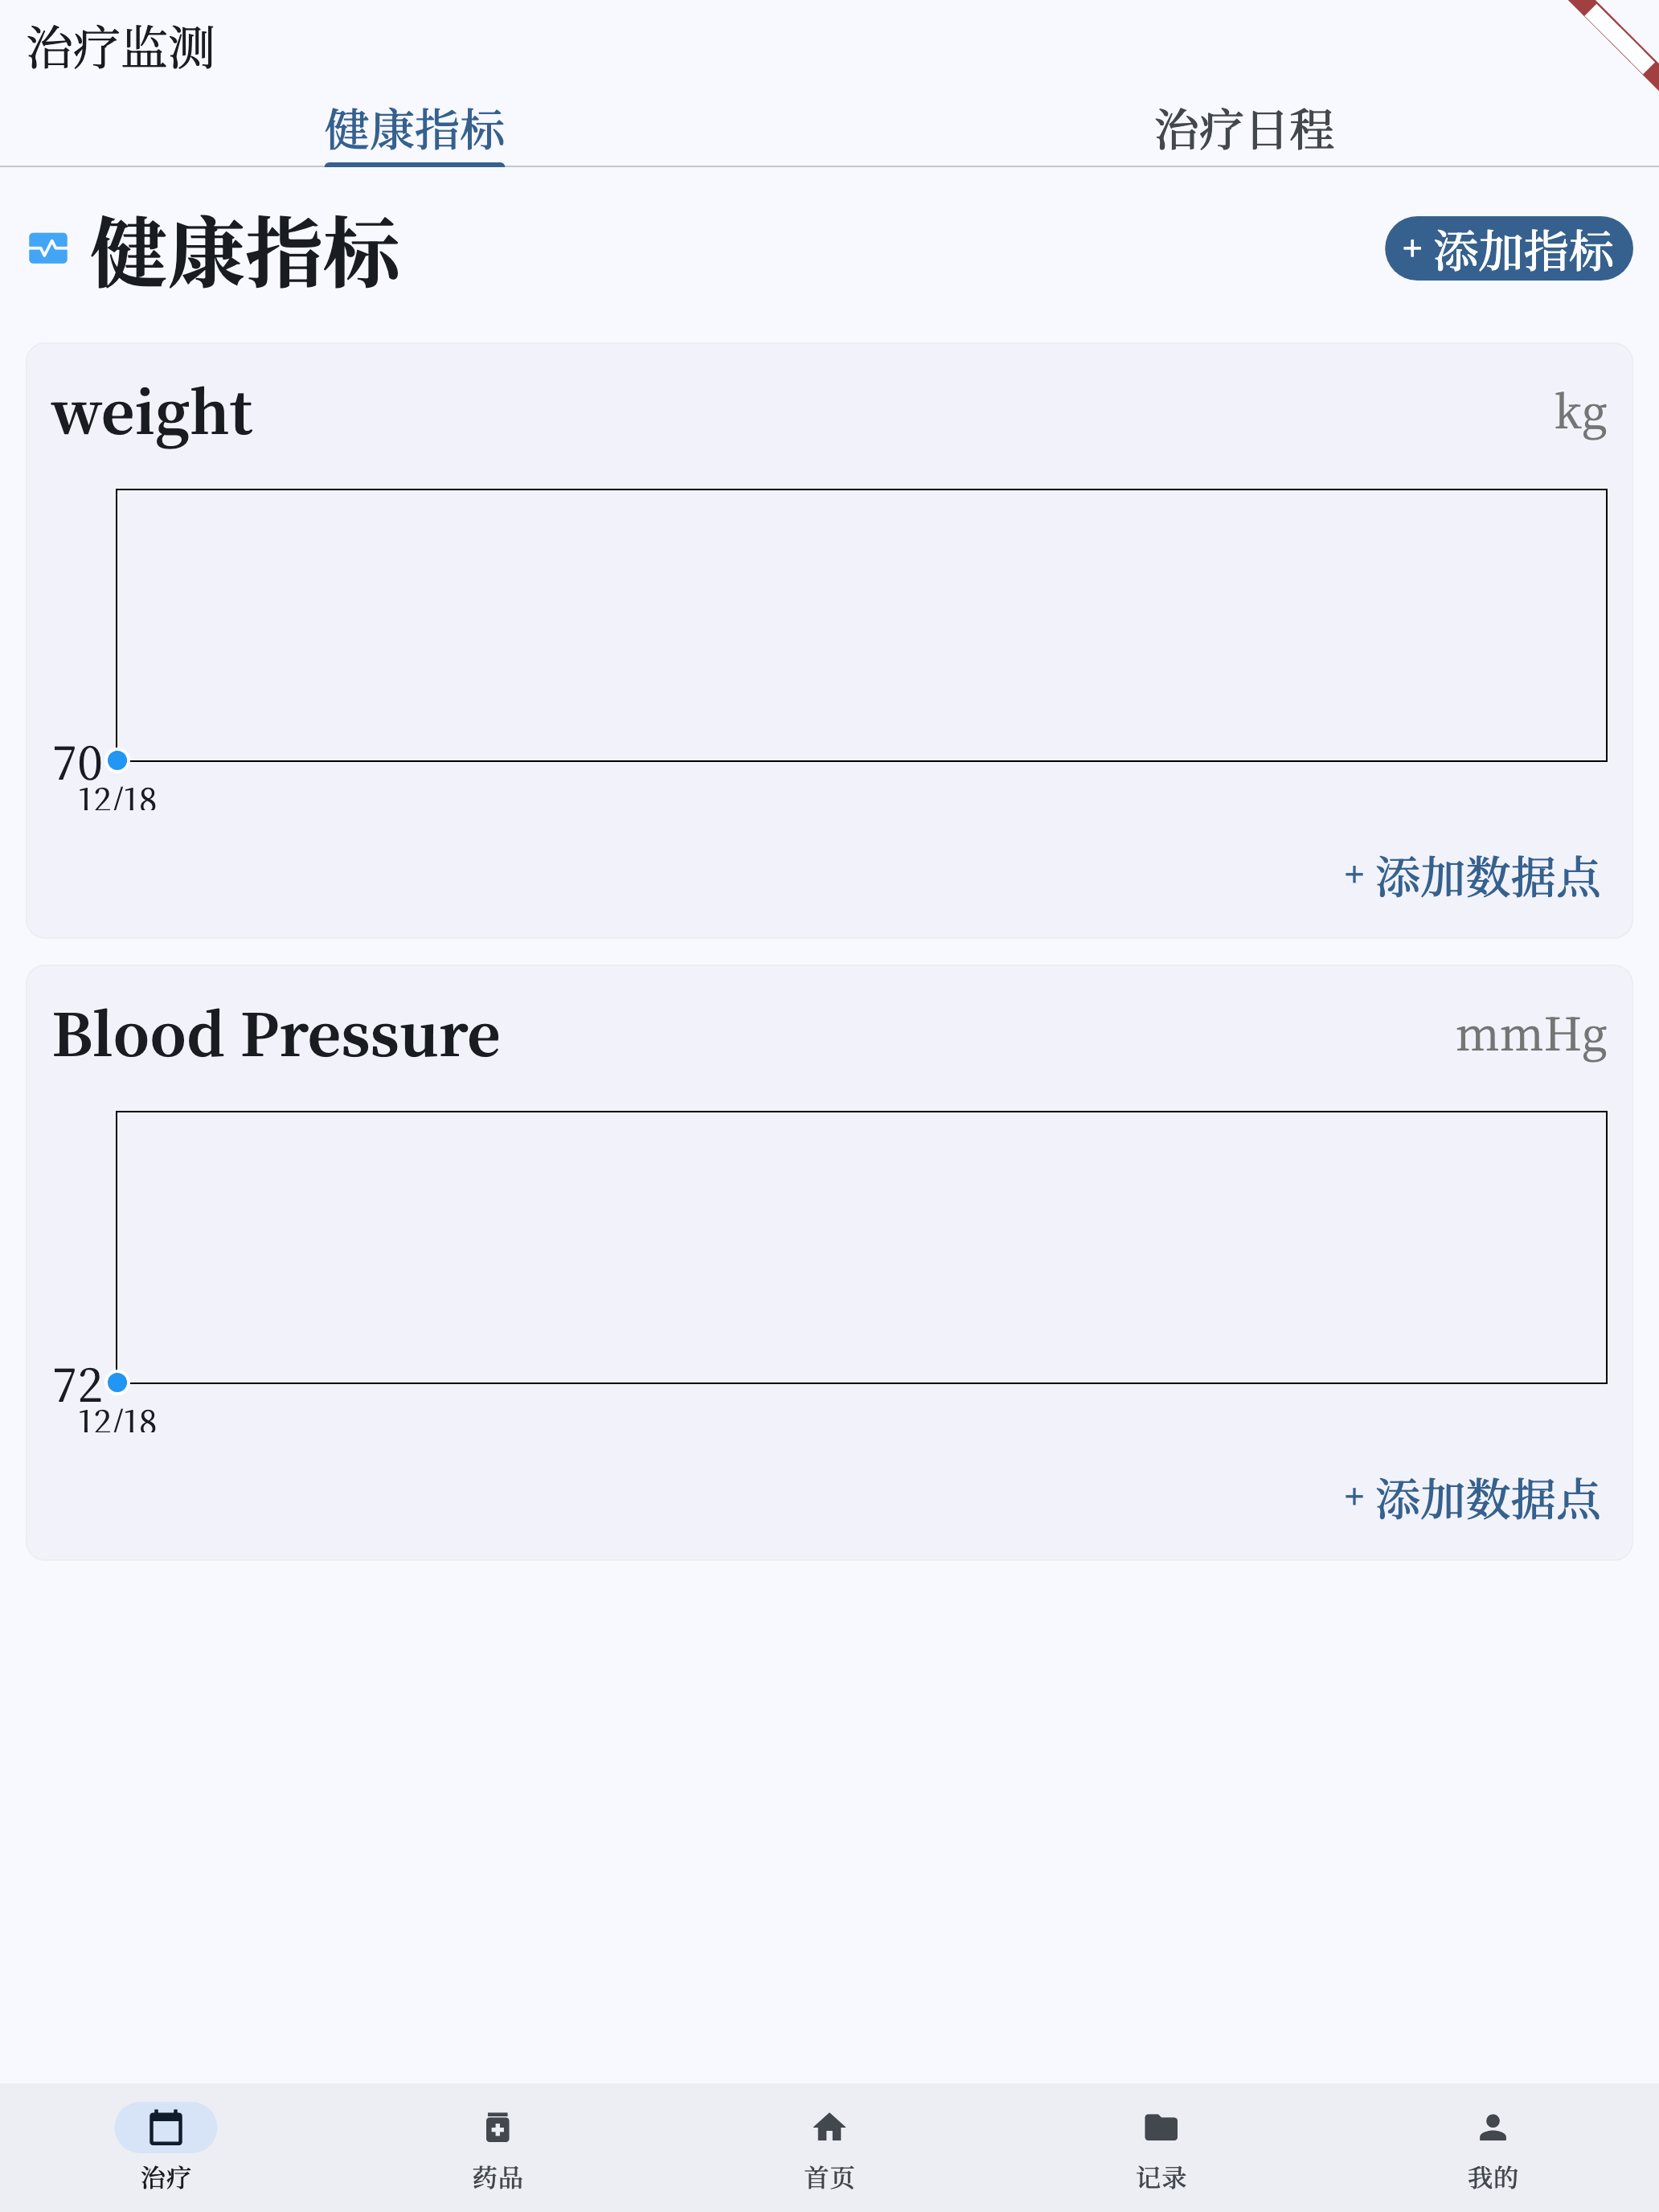 治疗监测
健康指标 治疗日程
健康指标
+ 添加指标
weight kg
70
12/18
+ 添加数据点
Blood Pressure mmHg
72
12/18
+ 添加数据点
治疗 药品 首页 记录 我的